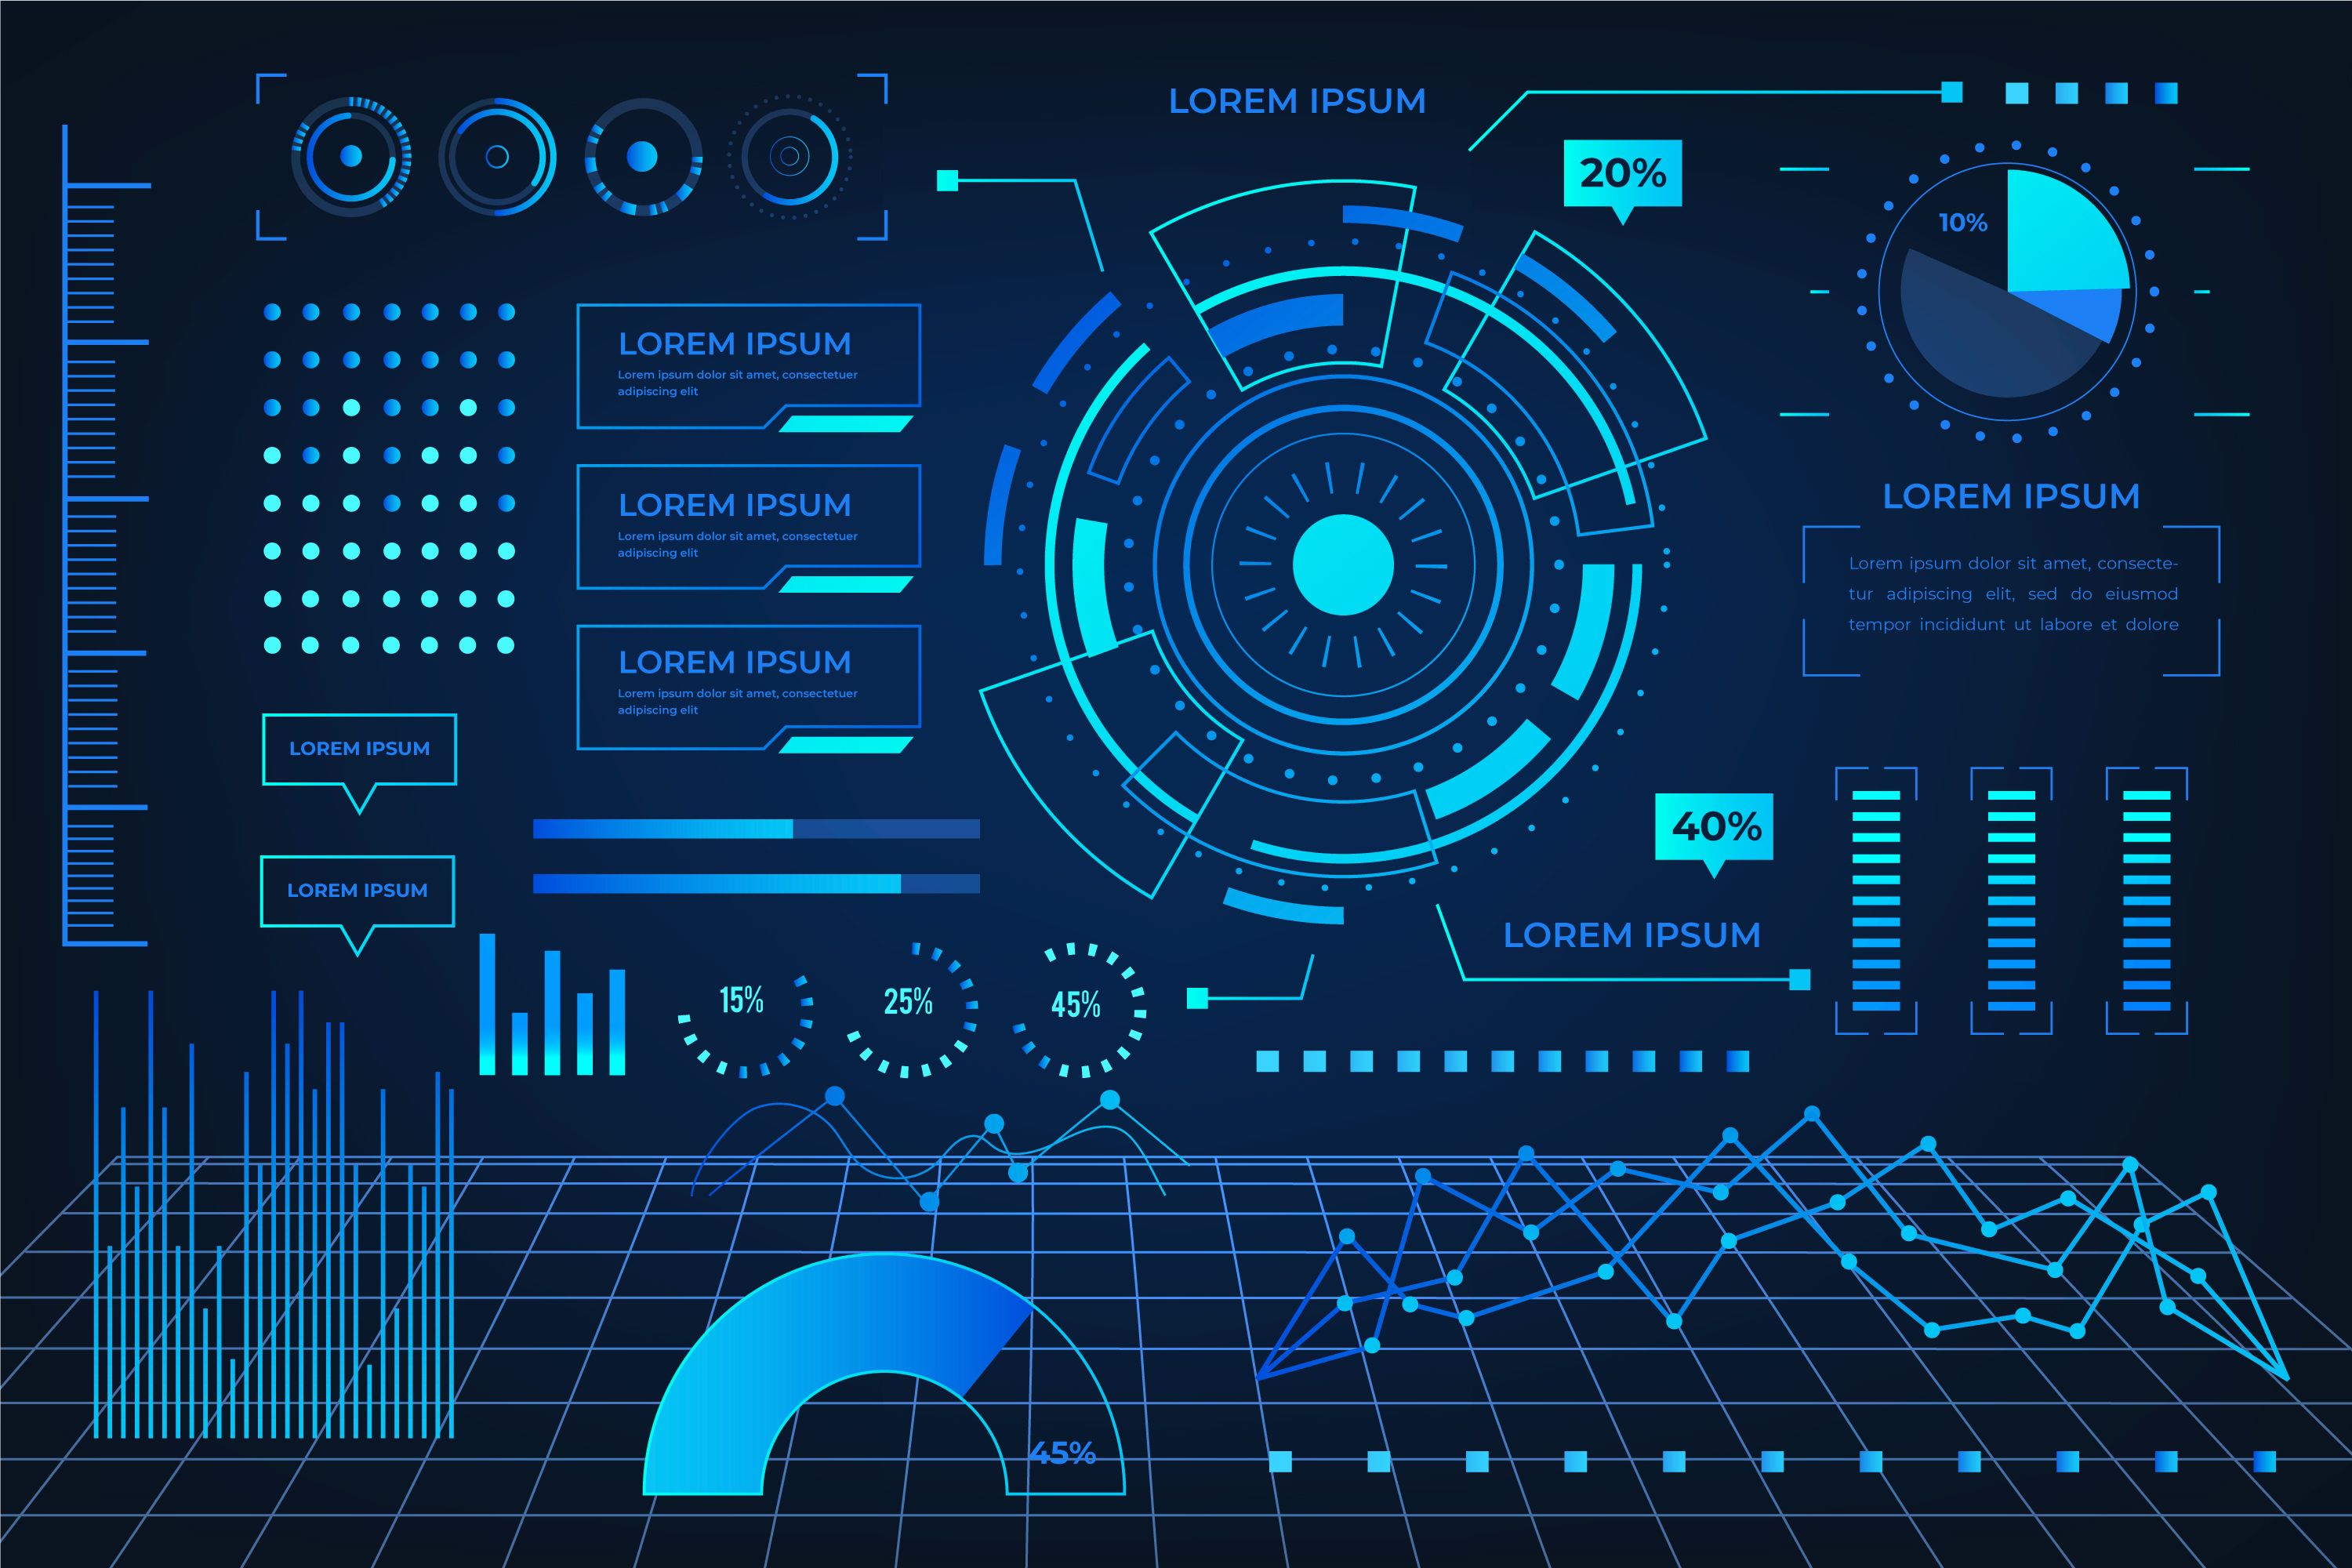 LOREM IPSUM
20%
10%
LOREM IPSUM
Lorem ipsum dolor sit amet, consectetuer
adipiscing elit
LOREM IPSUM
Lorem ipsum dolor sit amet, consectetuer
adipiscing elit
LOREM IPSUM
Lorem ipsum dolor sit amet, consectetuer
adipiscing elit
LOREM IPSUM
Lorem ipsum dolor sit amet, consecte-
tur adipiscing elit, sed do eiusmod
tempor incididunt ut labore et dolore
LOREM IPSUM
LOREM IPSUM
40%
LOREM IPSUM
15%
25%
45%
45%